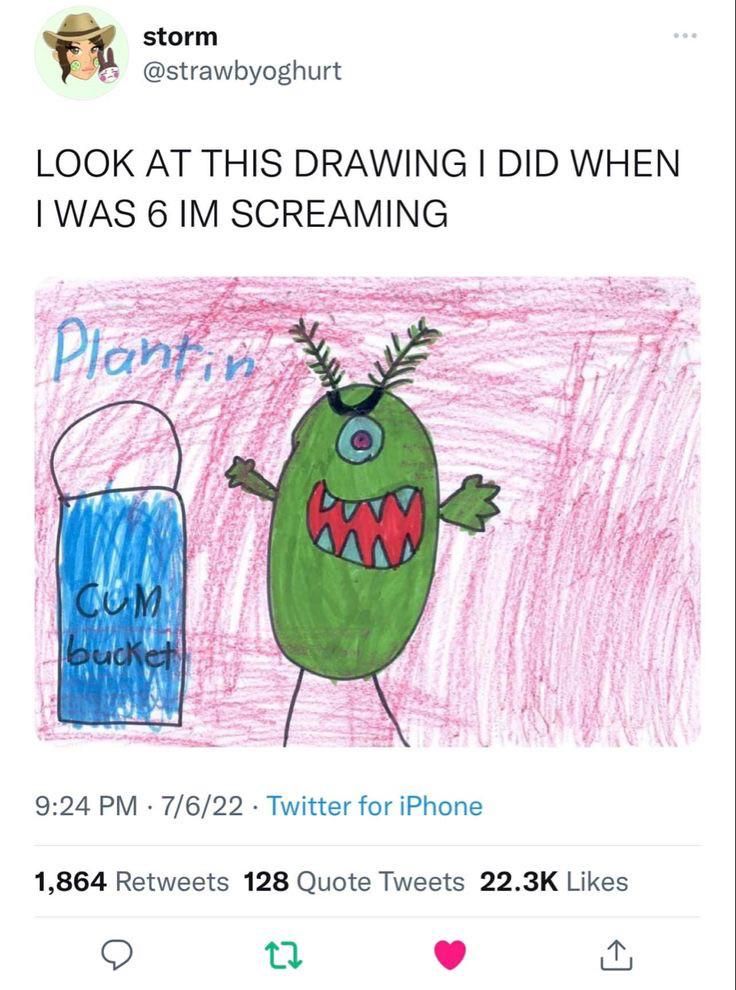 storm
@strawbyoghurt
LOOK AT THIS DRAWING I DID WHEN
I WAS 6 IM SCREAMING
Plantin
CUM
bucket
9:24 PM · 7/6/22 · Twitter for iPhone
1,864 Retweets 128 Quote Tweets 22.3K Likes